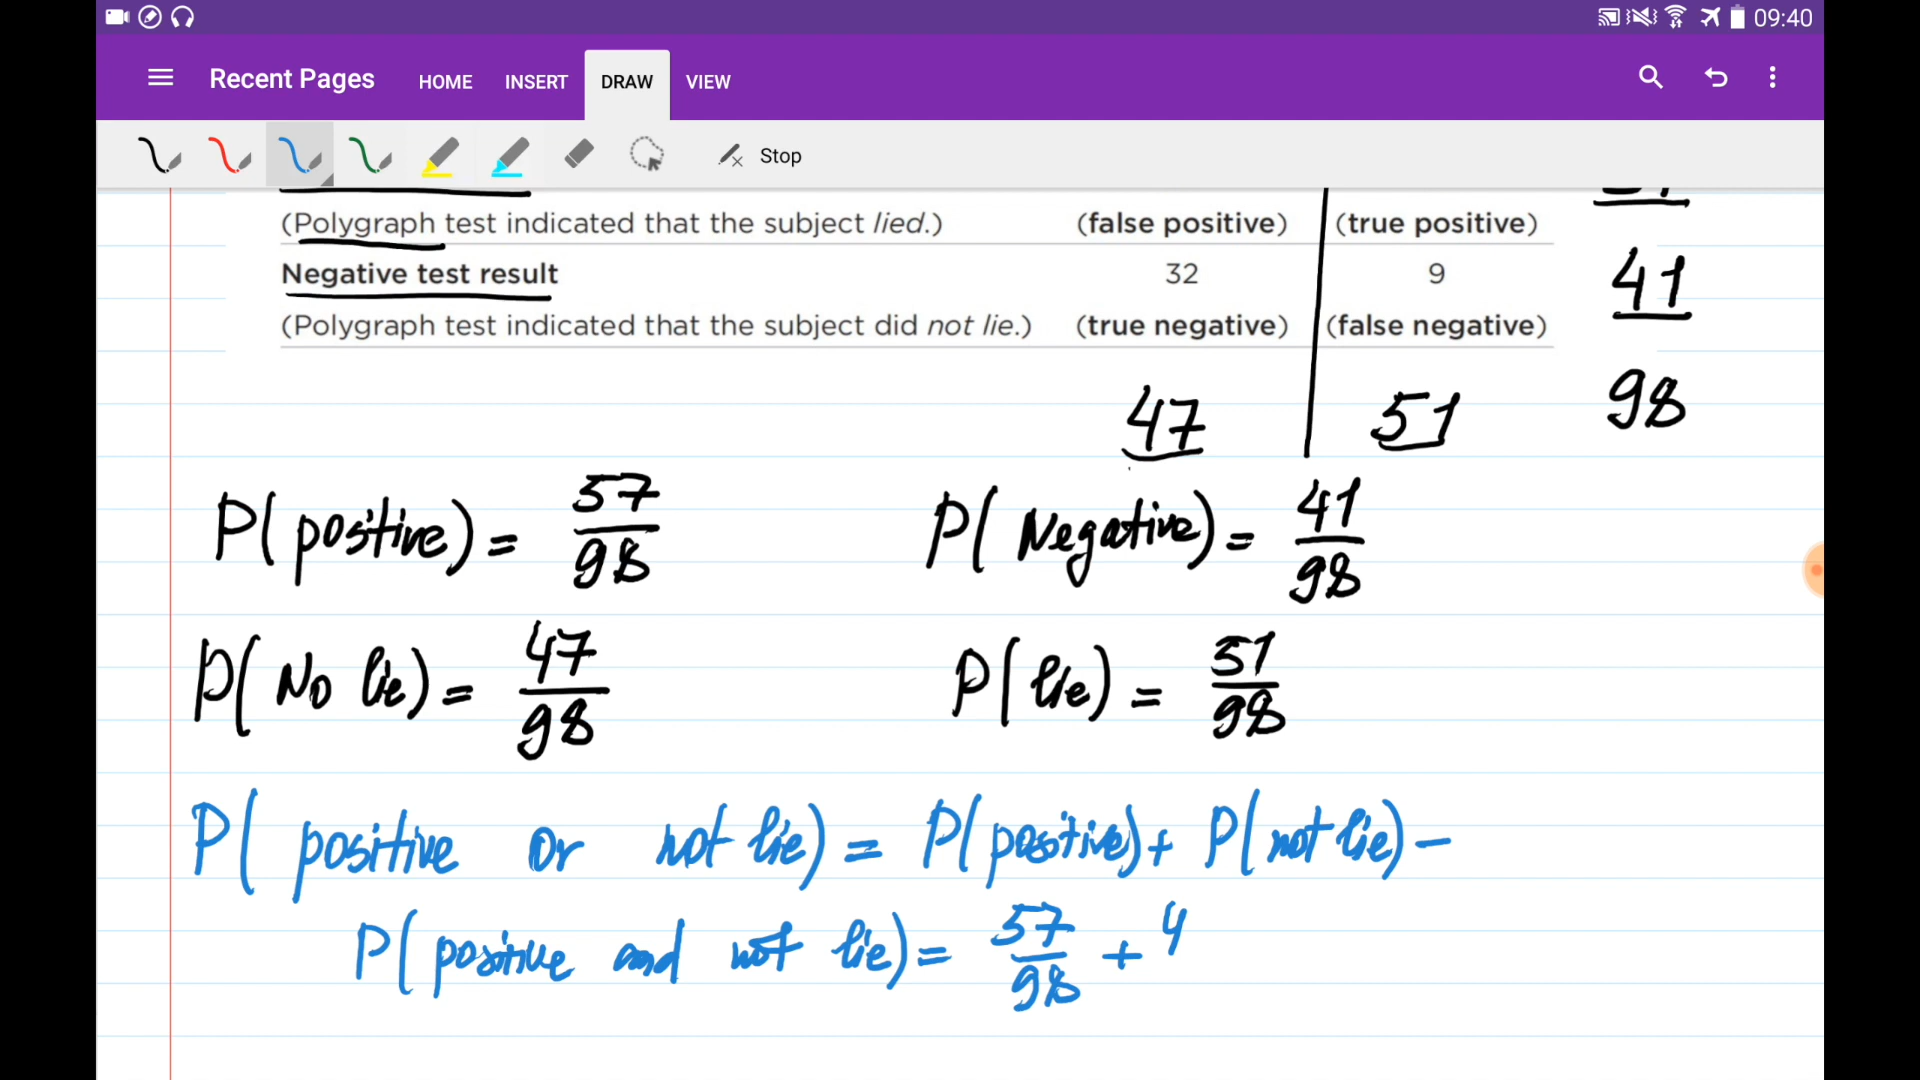 09:40
Recent Pages HOME INSERT DRAW VIEW
Stop
(Polygraph test indicated that the subject lied.) (false positive) (true positive)
Negative test result 32 9 41
(Polygraph test indicated that the subject did not lie.) (true negative) (false negative)
47 51 98
P(positive) = 57/98 P(Negative) = 41/98
P(No lie) = 47/98 P(lie) = 51/98
P(positive or not lie) = P(positive) + P(not lie) −
P(positive and not lie) = 57/98 + 4